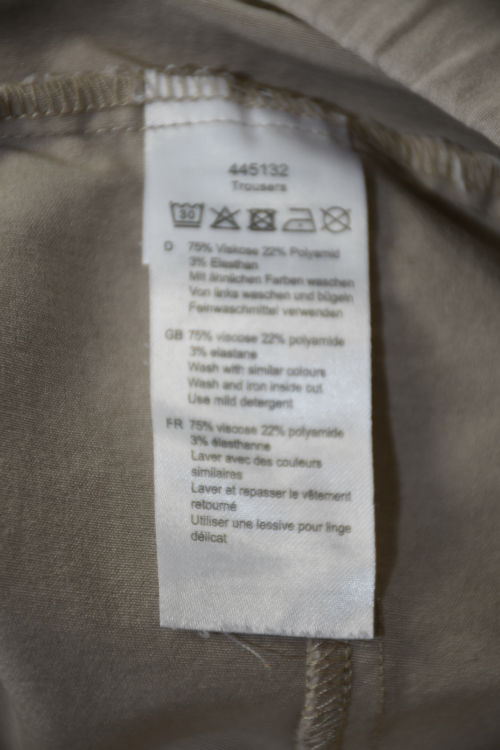 445132
Trousers
30
D 75% Viskose 22% Polyamid
3% Elasthan
Mit ähnlichen Farben waschen
Von links waschen und bügeln
Feinwaschmittel verwenden
GB 75% viscose 22% polyamide
3% elastane
Wash with similar colours
Wash and iron inside out
Use mild detergent
FR 75% viscose 22% polyamide
3% élasthanne
Laver avec des couleurs
similaires
Laver et repasser le vêtement
retourné
Utiliser une lessive pour linge
délicat